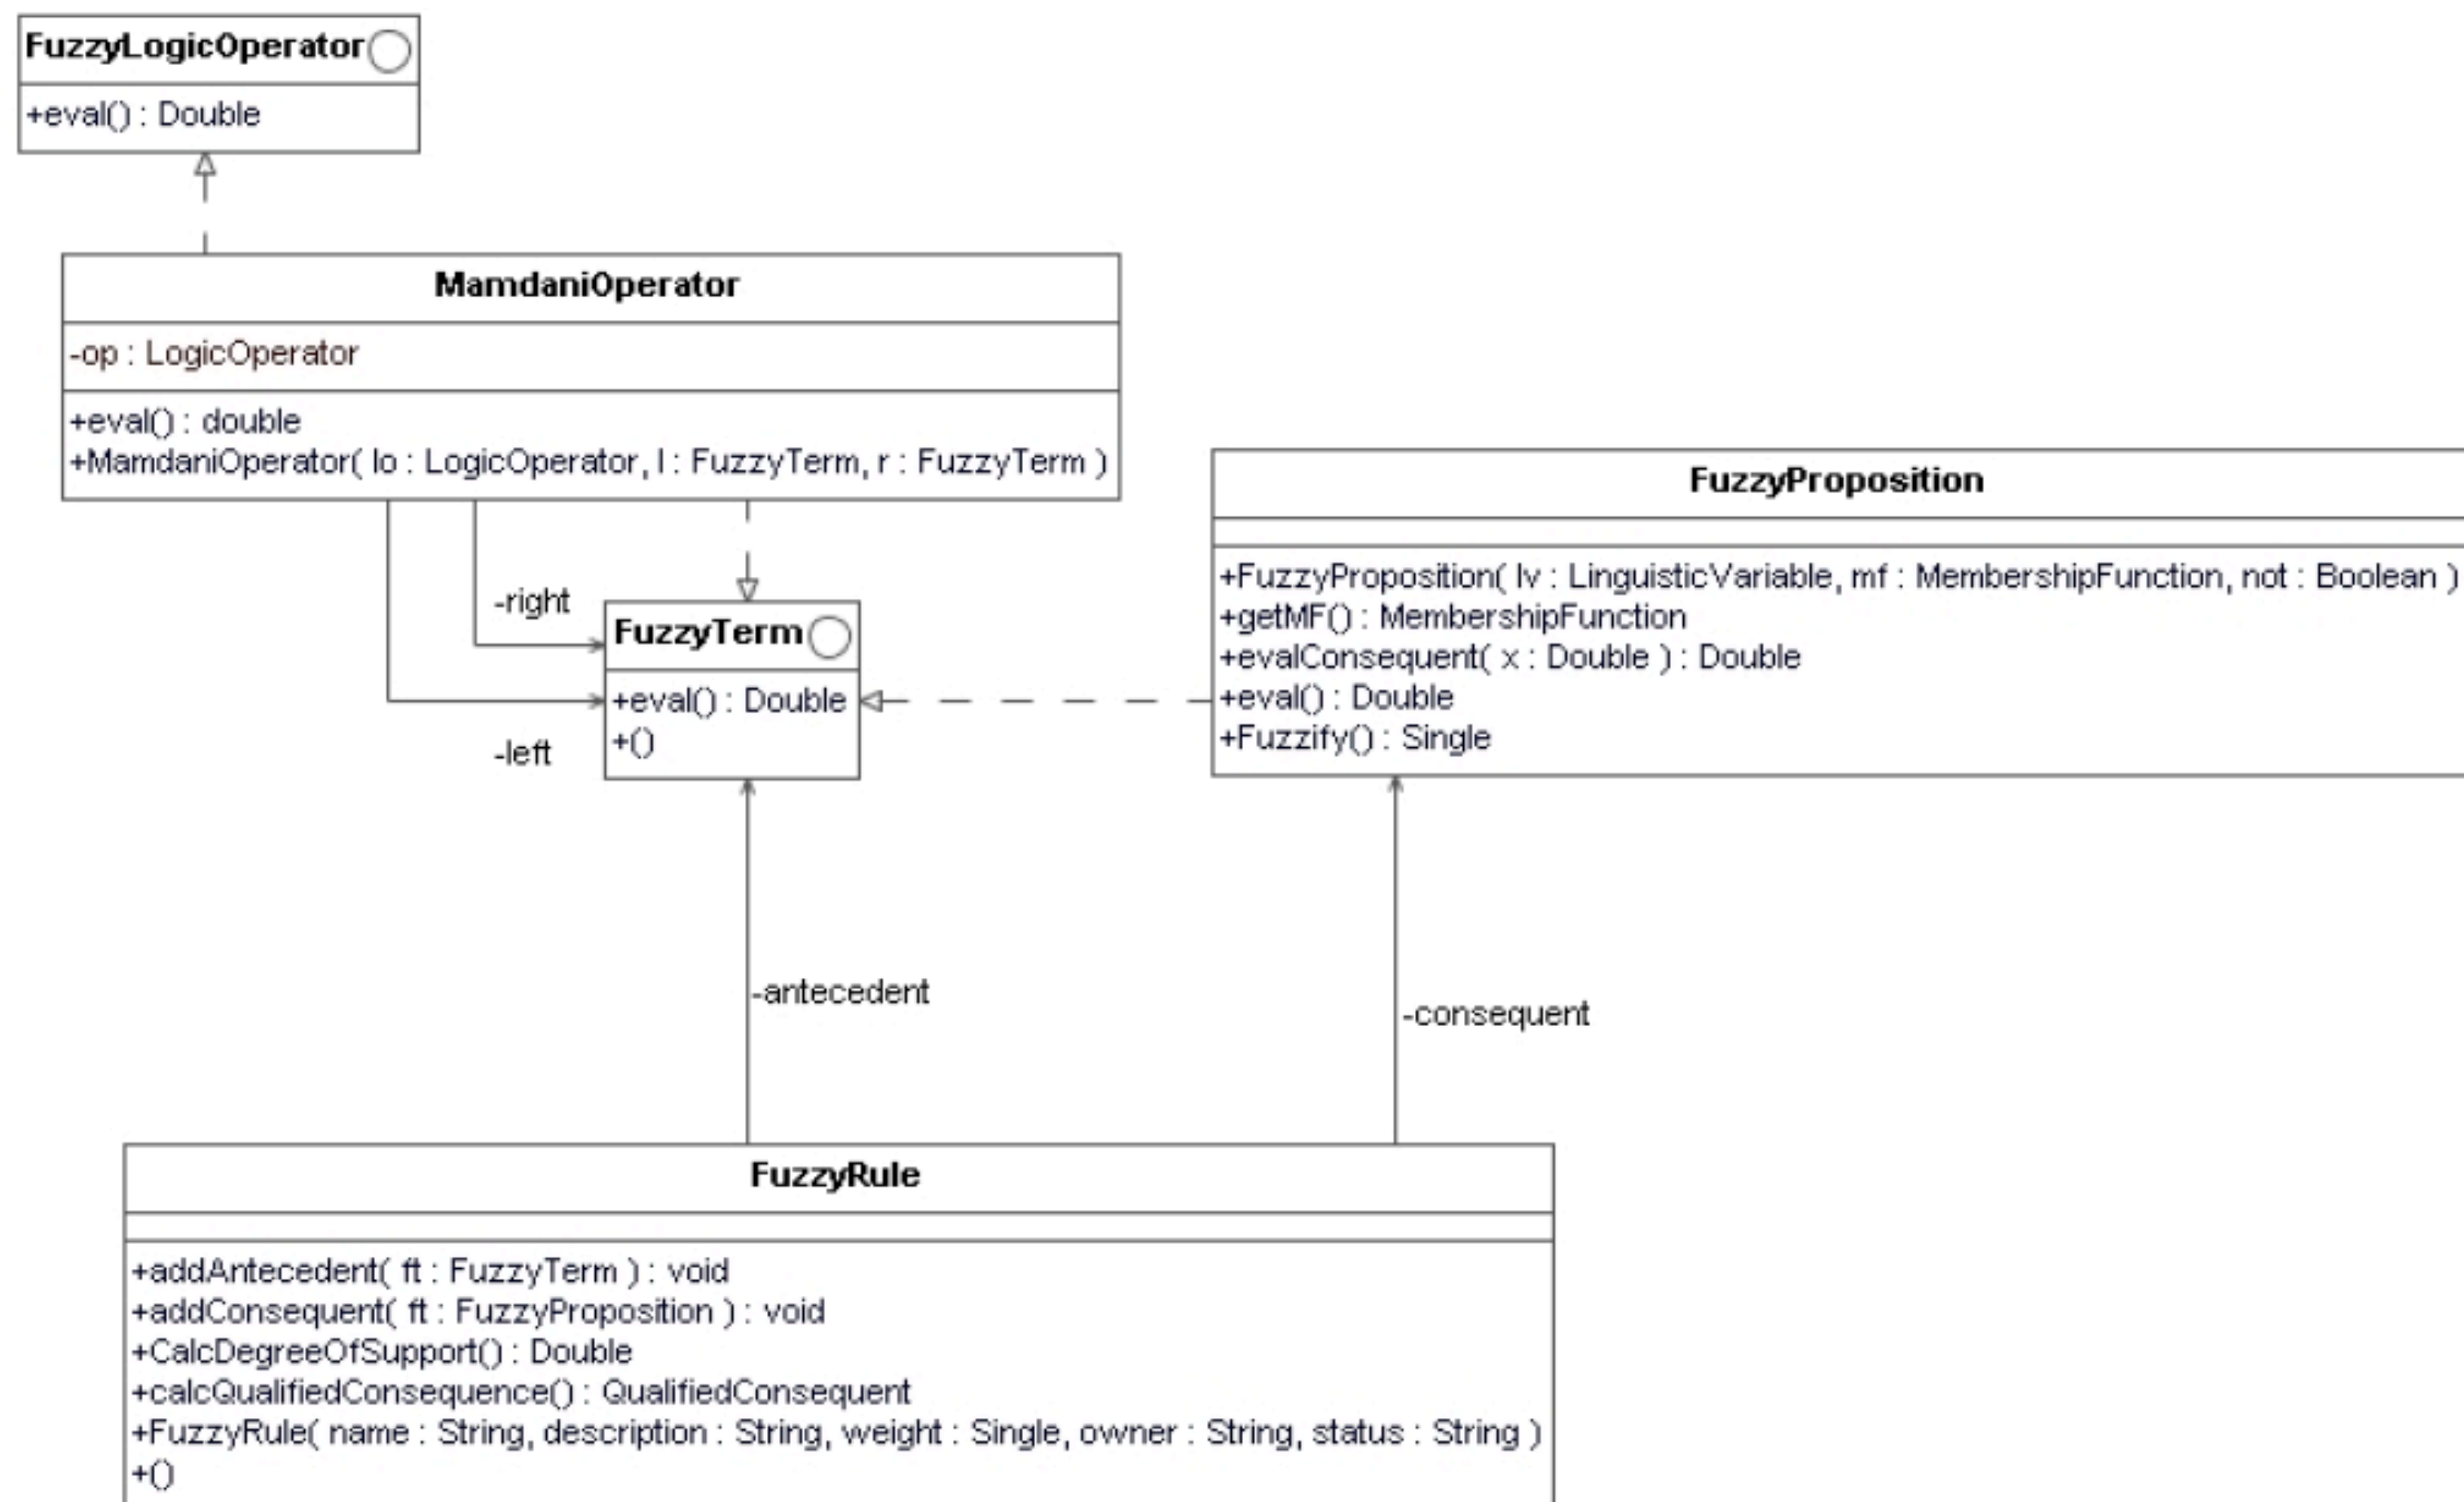 FuzzyLogicOperator
+eval() : Double
MamdaniOperator
-op : LogicOperator
+eval() : double
+MamdaniOperator( lo : LogicOperator, l : FuzzyTerm, r : FuzzyTerm )
FuzzyProposition
+FuzzyProposition( lv : LinguisticVariable, mf : MembershipFunction, not : Boolean )
+getMF() : MembershipFunction
+evalConsequent( x : Double ) : Double
+eval() : Double
+Fuzzify() : Single
-right
-left
FuzzyTerm
+eval() : Double
+()
-antecedent
-consequent
FuzzyRule
+addAntecedent( ft : FuzzyTerm ) : void
+addConsequent( ft : FuzzyProposition ) : void
+CalcDegreeOfSupport() : Double
+calcQualifiedConsequence() : QualifiedConsequent
+FuzzyRule( name : String, description : String, weight : Single, owner : String, status : String )
+()